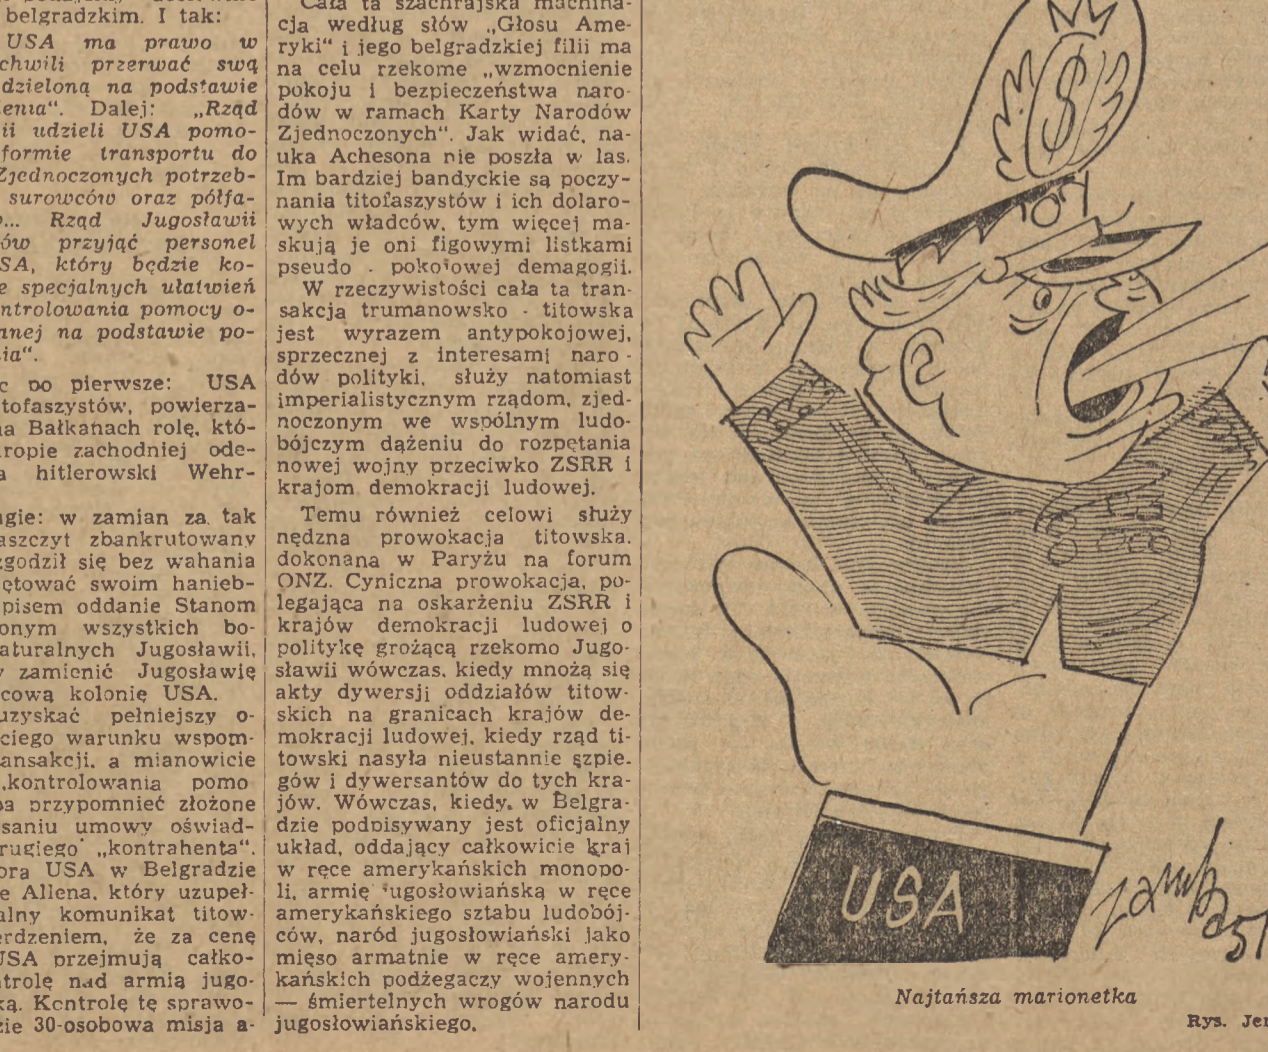 belgradzkim. I tak:
USA ma prawo w
chwili przerwać swą
dzieloną na podstawie
Dalej: „Rząd
ii udzieli USA pomo-
formie transportu do
Zjednoczonych potrzeb-
surowców oraz półfa-
... Rząd Jugosławii
ów przyjąć personel
SA, który będzie ko-
e specjalnych ułatwień
ntrolowania pomocy o-
nnej na podstawie po-
ia“.
c po pierwsze: USA
tofaszystów, powierza-
na Bałkanach rolę, któ-
ropie zachodniej ode-
a hitlerowski Wehr-
gie: w zamian za tak
aszczyt zbankrutowany
zgodził się bez wahania
ętować swoim hanieb-
pisem oddanie Stanom
onym wszystkich bo-
aturalnych Jugosławii,
y zamienić Jugosławię
cową kolonię USA.
uzyskać pełniejszy o-
ciego warunku wspom-
ansakcji, a mianowicie
„kontrolowania pomo
ba przypomnieć złożone
saniu umowy oświad-
rugiego „kontrahenta“.
ora USA w Belgradzie
e Allena, który uzupeł-
alny komunikat titow-
erdzeniem, że za cenę
USA przejmują całko-
trolę nad armią jugo-
ką. Kontrolę tę sprawo-
zie 30-osobowa misja a-
Cała ta szachrajska machina-
cja według słów „Głosu Ame-
ryki“ i jego belgradzkiej filii ma
na celu rzekome „wzmocnienie
pokoju i bezpieczeństwa naro-
dów w ramach Karty Narodów
Zjednoczonych“. Jak widać, na-
uka Achesona nie poszła w las.
Im bardziej bandyckie są poczy-
nania titofaszystów i ich dolaro-
wych władców, tym więcej ma-
skują je oni figowymi listkami
pseudo - pokojowej demagogii.
W rzeczywistości cała ta tran-
sakcją trumanowsko - titowska
jest wyrazem antypokojowej,
sprzecznej z interesami naro-
dów polityki, służy natomiast
imperialistycznym rządom, zjed-
noczonym we wspólnym ludo-
bójczym dążeniu do rozpętania
nowej wojny przeciwko ZSRR i
krajom demokracji ludowej.
Temu również celowi służy
nędzna prowokacja titowska,
dokonana w Paryżu na forum
ONZ. Cyniczna prowokacja, po-
legająca na oskarżeniu ZSRR i
krajów demokracji ludowej o
politykę grożącą rzekomo Jugo-
sławii wówczas, kiedy mnożą się
akty dywersji oddziałów titow-
skich na granicach krajów de-
mokracji ludowej, kiedy rząd ti-
towski nasyła nieustannie szpie-
gów i dywersantów do tych kra-
jów. Wówczas, kiedy w Belgra-
dzie podpisywany jest oficjalny
układ, oddający całkowicie kraj
w ręce amerykańskich monopo-
li, armię jugosłowiańską w ręce
amerykańskiego sztabu ludobój-
ców, naród jugosłowiański jako
mięso armatnie w ręce amery-
kańskich podżegaczy wojennych
— śmiertelnych wrogów narodu
jugosłowiańskiego.
$
USA
51
Najtańsza marionetka
Rys. Jer